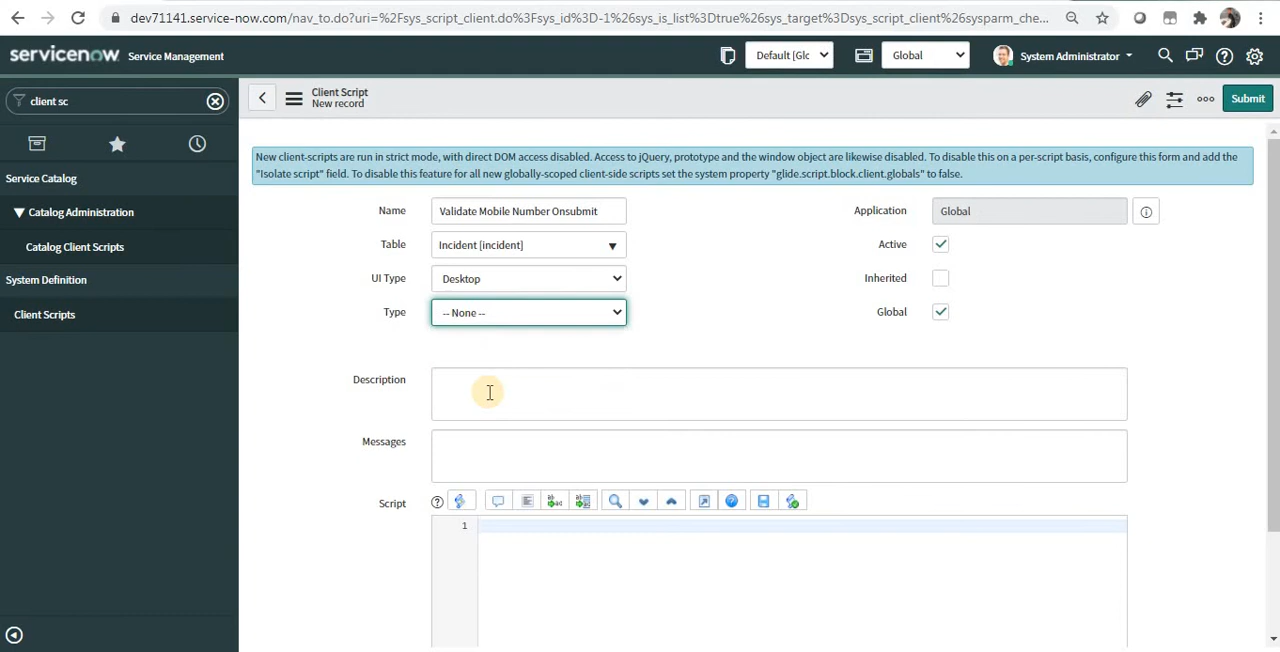 dev71141.service-now.com/nav_to.do?uri=%2Fsys_script_client.do%3Fsys_id%3D-1%26sys_is_list%3Dtrue%26sys_target%3Dsys_script_client%26sysparm_che...
servicenow Service Management
Default [Glc
Global
System Administrator
client sc
Client Script
New record
Submit
New client-scripts are run in strict mode, with direct DOM access disabled. Access to jQuery, prototype and the window object are likewise disabled. To disable this on a per-script basis, configure this form and add the
"Isolate script" field. To disable this feature for all new globally-scoped client-side scripts set the system property "glide.script.block.client.globals" to false.
Service Catalog
Catalog Administration
Catalog Client Scripts
System Definition
Client Scripts
Name Validate Mobile Number Onsubmit
Application Global
Table Incident [incident]
Active
UI Type Desktop
Inherited
Type -- None --
Global
Description
Messages
Script
1